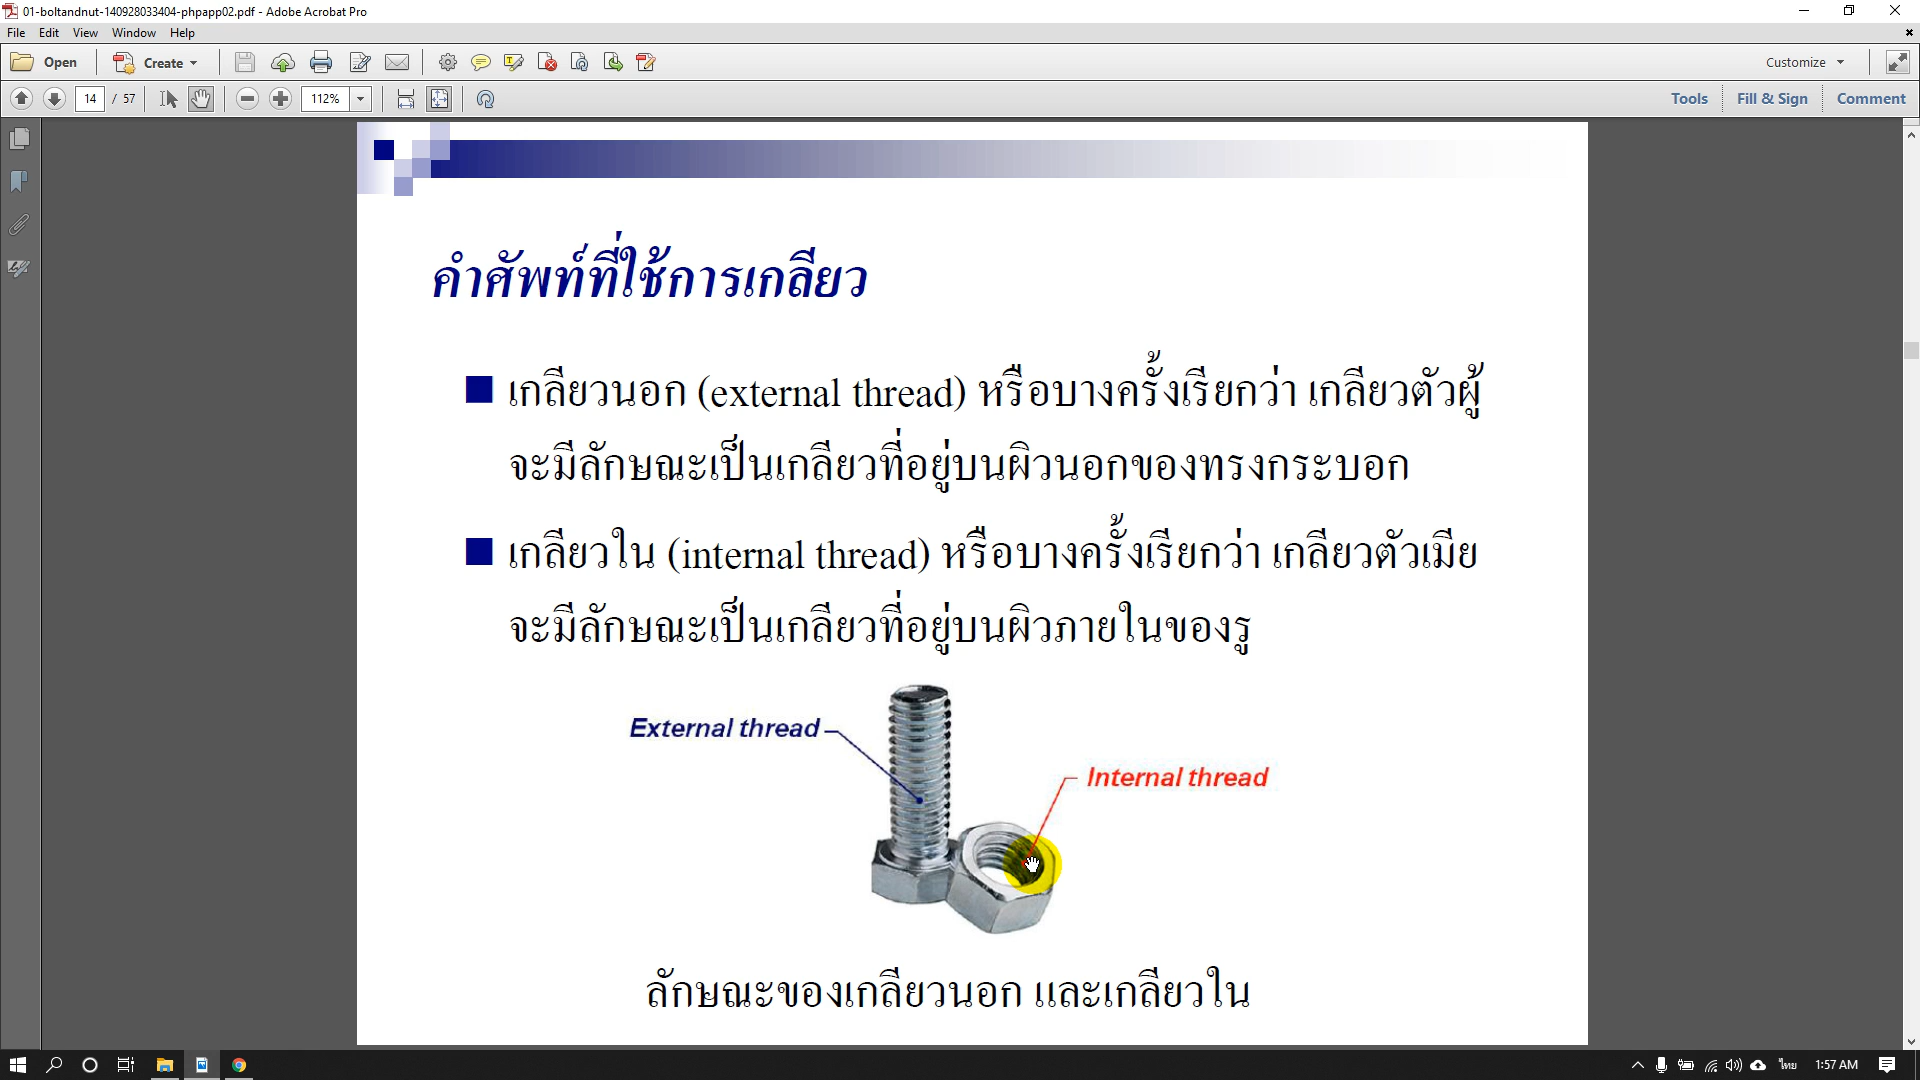 01-boltandnut-140928033404-phpapp02.pdf - Adobe Acrobat Pro
File Edit View Window Help
Open Create Customize
14 / 57 112% Tools Fill & Sign Comment
คำศัพท์ที่ใช้การเกลียว
เกลียวนอก (external thread) หรือบางครั้งเรียกว่า เกลียวตัวผู้
จะมีลักษณะเป็นเกลียวที่อยู่บนผิวนอกของทรงกระบอก
เกลียวใน (internal thread) หรือบางครั้งเรียกว่า เกลียวตัวเมีย
จะมีลักษณะเป็นเกลียวที่อยู่บนผิวภายในของรู
External thread
Internal thread
ลักษณะของเกลียวนอก และเกลียวใน
ไทย 1:57 AM